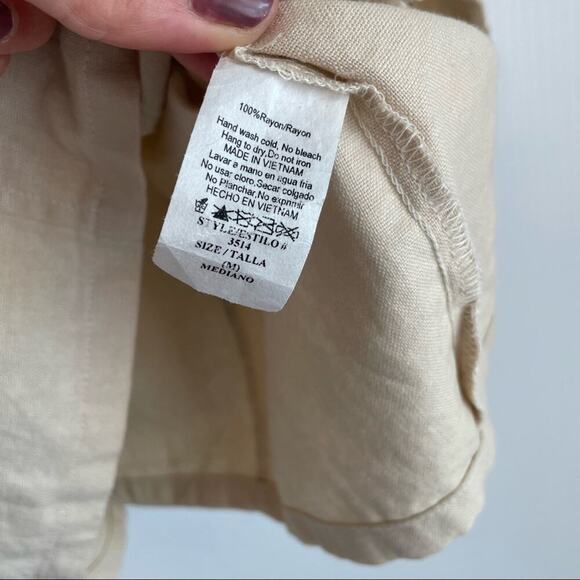 100%Rayon/Rayon
Hand wash cold, No bleach
Hang to dry,Do not iron
MADE IN VIETNAM
Lavar a mano en agua fria
No usar cloro,Secar colgado
No Planchar,No exprimir
HECHO EN VIETNAM
STYLE/ESTILO #
3514
SIZE / TALLA
(M)
MEDIANO